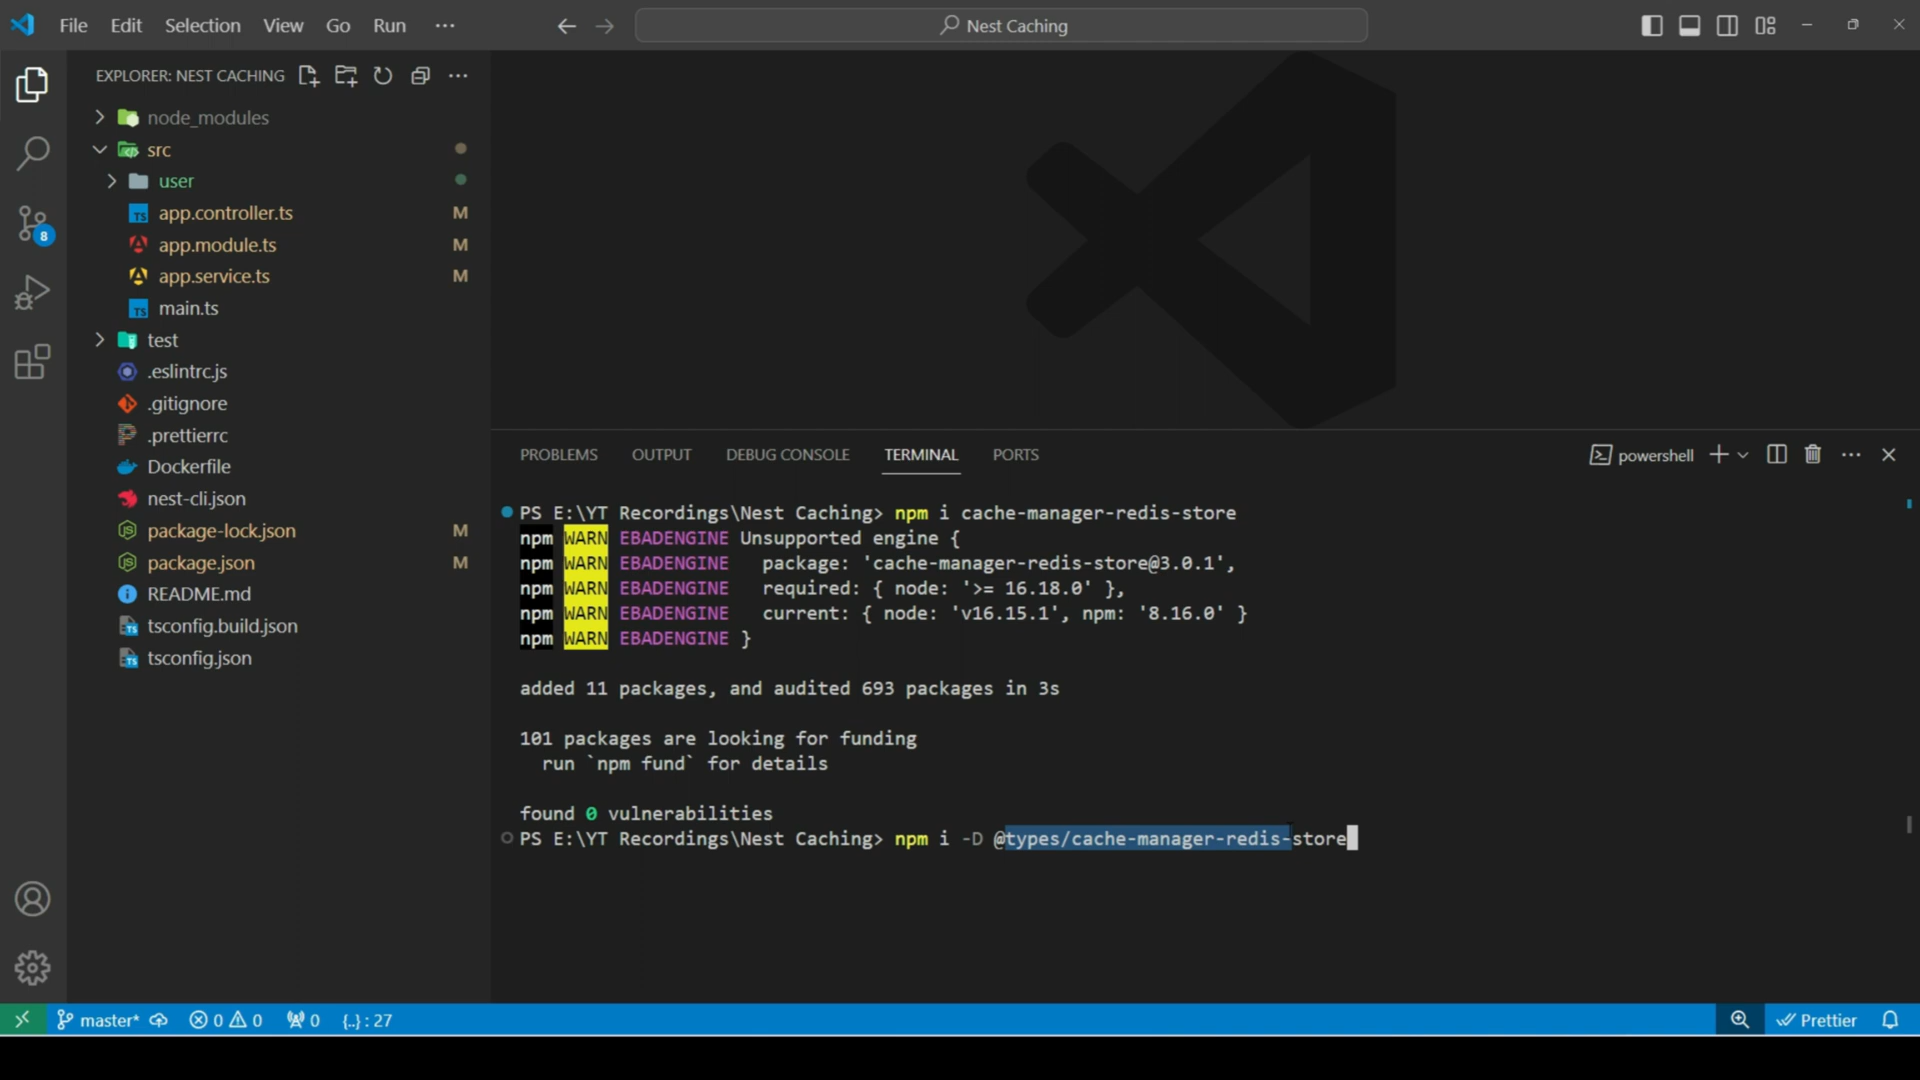 File Edit Selection View Go Run ...
Nest Caching
EXPLORER: NEST CACHING
node_modules
src
user
app.controller.ts M
app.module.ts M
app.service.ts M
main.ts
test
.eslintrc.js
.gitignore
.prettierrc
Dockerfile
nest-cli.json
package-lock.json M
package.json M
README.md
tsconfig.build.json
tsconfig.json
8
PROBLEMS OUTPUT DEBUG CONSOLE TERMINAL PORTS
powershell
PS E:\YT Recordings\Nest Caching> npm i cache-manager-redis-store
npm WARN EBADENGINE Unsupported engine {
npm WARN EBADENGINE   package: 'cache-manager-redis-store@3.0.1',
npm WARN EBADENGINE   required: { node: '>= 16.18.0' },
npm WARN EBADENGINE   current: { node: 'v16.15.1', npm: '8.16.0' }
npm WARN EBADENGINE }
added 11 packages, and audited 693 packages in 3s
101 packages are looking for funding
run `npm fund` for details
found 0 vulnerabilities
PS E:\YT Recordings\Nest Caching> npm i -D @types/cache-manager-redis-store
master* 0 0 0 {..} : 27 Prettier